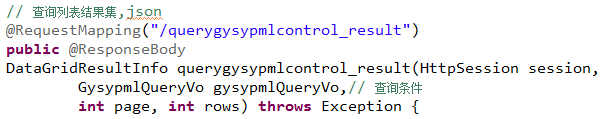 // 查询列表结果集,json
@RequestMapping("/querygysypmlcontrol_result")
public @ResponseBody
DataGridResultInfo querygysypmlcontrol_result(HttpSession session,
        GysypmlQueryVo gysypmlQueryVo,// 查询条件
        int page, int rows) throws Exception {